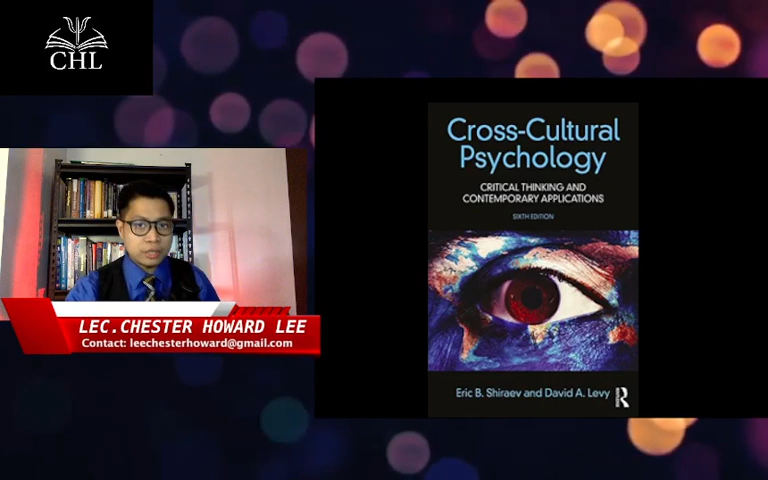 CHL
LEC.CHESTER HOWARD LEE
Contact: leechesterhoward@gmail.com
Cross-Cultural
Psychology
CRITICAL THINKING AND
CONTEMPORARY APPLICATIONS
SIXTH EDITION
Eric B. Shiraev and David A. Levy
R